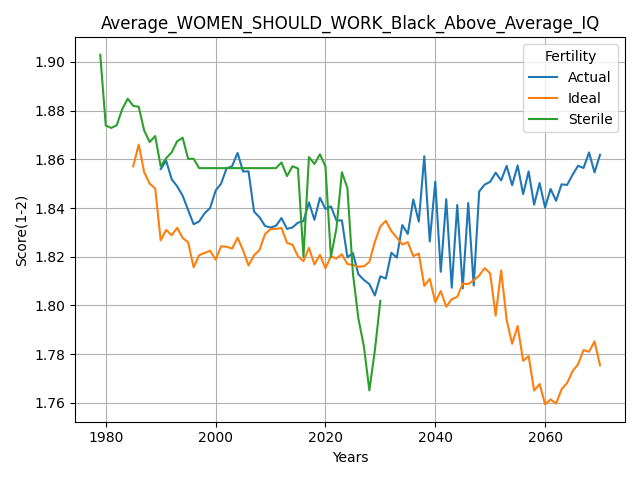 Average_WOMEN_SHOULD_WORK_Black_Above_Average_IQ
Fertility
Actual
Ideal
Sterile
Score(1-2)
1.90
1.88
1.86
1.84
1.82
1.80
1.78
1.76
1980
2000
2020
2040
2060
Years